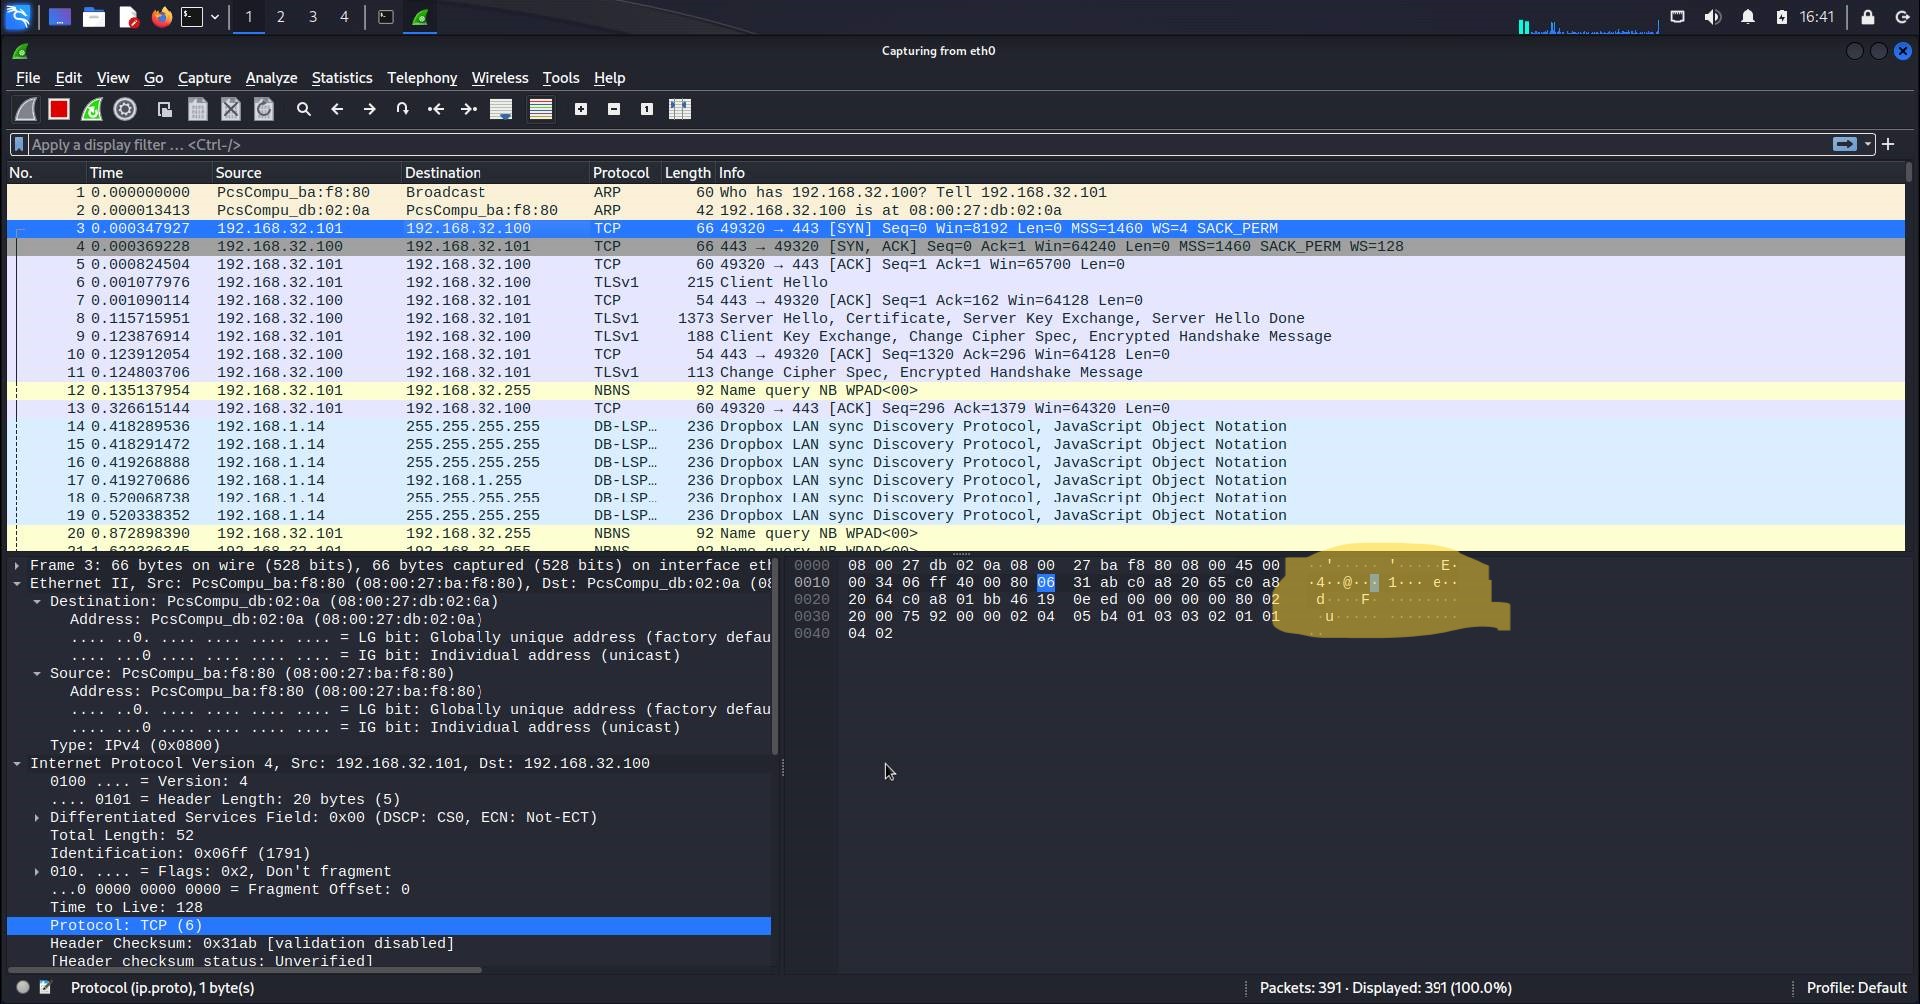 1 2 3 4 16:41
Capturing from eth0
File Edit View Go Capture Analyze Statistics Telephony Wireless Tools Help
Apply a display filter ... <Ctrl-/>
No. Time Source Destination Protocol Length Info
1 0.000000000 PcsCompu_ba:f8:80 Broadcast ARP 60 Who has 192.168.32.100? Tell 192.168.32.101
2 0.000013413 PcsCompu_db:02:0a PcsCompu_ba:f8:80 ARP 42 192.168.32.100 is at 08:00:27:db:02:0a
3 0.000347927 192.168.32.101 192.168.32.100 TCP 66 49320 → 443 [SYN] Seq=0 Win=8192 Len=0 MSS=1460 WS=4 SACK_PERM
4 0.000369228 192.168.32.100 192.168.32.101 TCP 66 443 → 49320 [SYN, ACK] Seq=0 Ack=1 Win=64240 Len=0 MSS=1460 SACK_PERM WS=128
5 0.000824504 192.168.32.101 192.168.32.100 TCP 60 49320 → 443 [ACK] Seq=1 Ack=1 Win=65700 Len=0
6 0.001077976 192.168.32.101 192.168.32.100 TLSv1 215 Client Hello
7 0.001090114 192.168.32.100 192.168.32.101 TCP 54 443 → 49320 [ACK] Seq=1 Ack=162 Win=64128 Len=0
8 0.115715951 192.168.32.100 192.168.32.101 TLSv1 1373 Server Hello, Certificate, Server Key Exchange, Server Hello Done
9 0.123876914 192.168.32.101 192.168.32.100 TLSv1 188 Client Key Exchange, Change Cipher Spec, Encrypted Handshake Message
10 0.123912054 192.168.32.100 192.168.32.101 TCP 54 443 → 49320 [ACK] Seq=1320 Ack=296 Win=64128 Len=0
11 0.124803706 192.168.32.100 192.168.32.101 TLSv1 113 Change Cipher Spec, Encrypted Handshake Message
12 0.135137954 192.168.32.101 192.168.32.255 NBNS 92 Name query NB WPAD<00>
13 0.326615144 192.168.32.101 192.168.32.100 TCP 60 49320 → 443 [ACK] Seq=296 Ack=1379 Win=64320 Len=0
14 0.418289536 192.168.1.14 255.255.255.255 DB-LSP… 236 Dropbox LAN sync Discovery Protocol, JavaScript Object Notation
15 0.418291472 192.168.1.14 255.255.255.255 DB-LSP… 236 Dropbox LAN sync Discovery Protocol, JavaScript Object Notation
16 0.419268888 192.168.1.14 255.255.255.255 DB-LSP… 236 Dropbox LAN sync Discovery Protocol, JavaScript Object Notation
17 0.419270686 192.168.1.14 192.168.1.255 DB-LSP… 236 Dropbox LAN sync Discovery Protocol, JavaScript Object Notation
18 0.520068738 192.168.1.14 255.255.255.255 DB-LSP… 236 Dropbox LAN sync Discovery Protocol, JavaScript Object Notation
19 0.520338352 192.168.1.14 255.255.255.255 DB-LSP… 236 Dropbox LAN sync Discovery Protocol, JavaScript Object Notation
20 0.872898390 192.168.32.101 192.168.32.255 NBNS 92 Name query NB WPAD<00>
Frame 3: 66 bytes on wire (528 bits), 66 bytes captured (528 bits) on interface eth
Ethernet II, Src: PcsCompu_ba:f8:80 (08:00:27:ba:f8:80), Dst: PcsCompu_db:02:0a (08
Destination: PcsCompu_db:02:0a (08:00:27:db:02:0a)
Address: PcsCompu_db:02:0a (08:00:27:db:02:0a)
.... ..0. .... .... .... .... = LG bit: Globally unique address (factory defau
.... ...0 .... .... .... .... = IG bit: Individual address (unicast)
Source: PcsCompu_ba:f8:80 (08:00:27:ba:f8:80)
Address: PcsCompu_ba:f8:80 (08:00:27:ba:f8:80)
.... ..0. .... .... .... .... = LG bit: Globally unique address (factory defau
.... ...0 .... .... .... .... = IG bit: Individual address (unicast)
Type: IPv4 (0x0800)
Internet Protocol Version 4, Src: 192.168.32.101, Dst: 192.168.32.100
0100 .... = Version: 4
.... 0101 = Header Length: 20 bytes (5)
Differentiated Services Field: 0x00 (DSCP: CS0, ECN: Not-ECT)
Total Length: 52
Identification: 0x06ff (1791)
010. .... = Flags: 0x2, Don't fragment
...0 0000 0000 0000 = Fragment Offset: 0
Time to Live: 128
Protocol: TCP (6)
Header Checksum: 0x31ab [validation disabled]
[Header checksum status: Unverified]
0000 08 00 27 db 02 0a 08 00 27 ba f8 80 08 00 45 00 ··'····· '·····E·
0010 00 34 06 ff 40 00 80 06 31 ab c0 a8 20 65 c0 a8 ·4··@··· 1··· e··
0020 20 64 c0 a8 01 bb 46 19 0e ed 00 00 00 00 80 02 d····F· ········
0030 20 00 75 92 00 00 02 04 05 b4 01 03 03 02 01 01 ·u····· ········
0040 04 02 ··
Protocol (ip.proto), 1 byte(s) Packets: 391 · Displayed: 391 (100.0%) Profile: Default